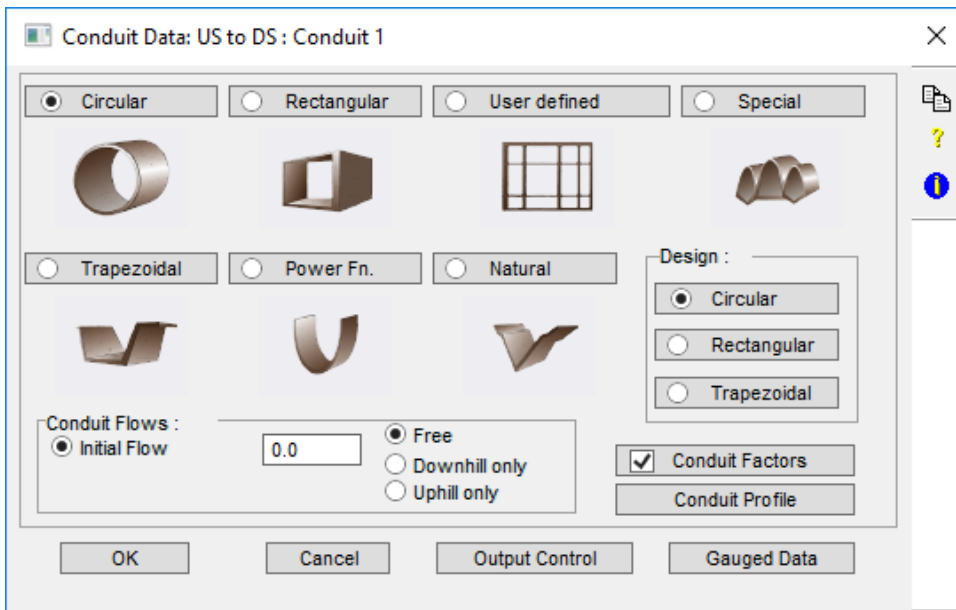 Conduit Data: US to DS : Conduit 1
Circular Rectangular User defined Special
?
i
Trapezoidal Power Fn. Natural
Design :
Circular
Rectangular
Trapezoidal
Conduit Flows :
Initial Flow 0.0 Free
Downhill only
Uphill only
Conduit Factors
Conduit Profile
OK Cancel Output Control Gauged Data